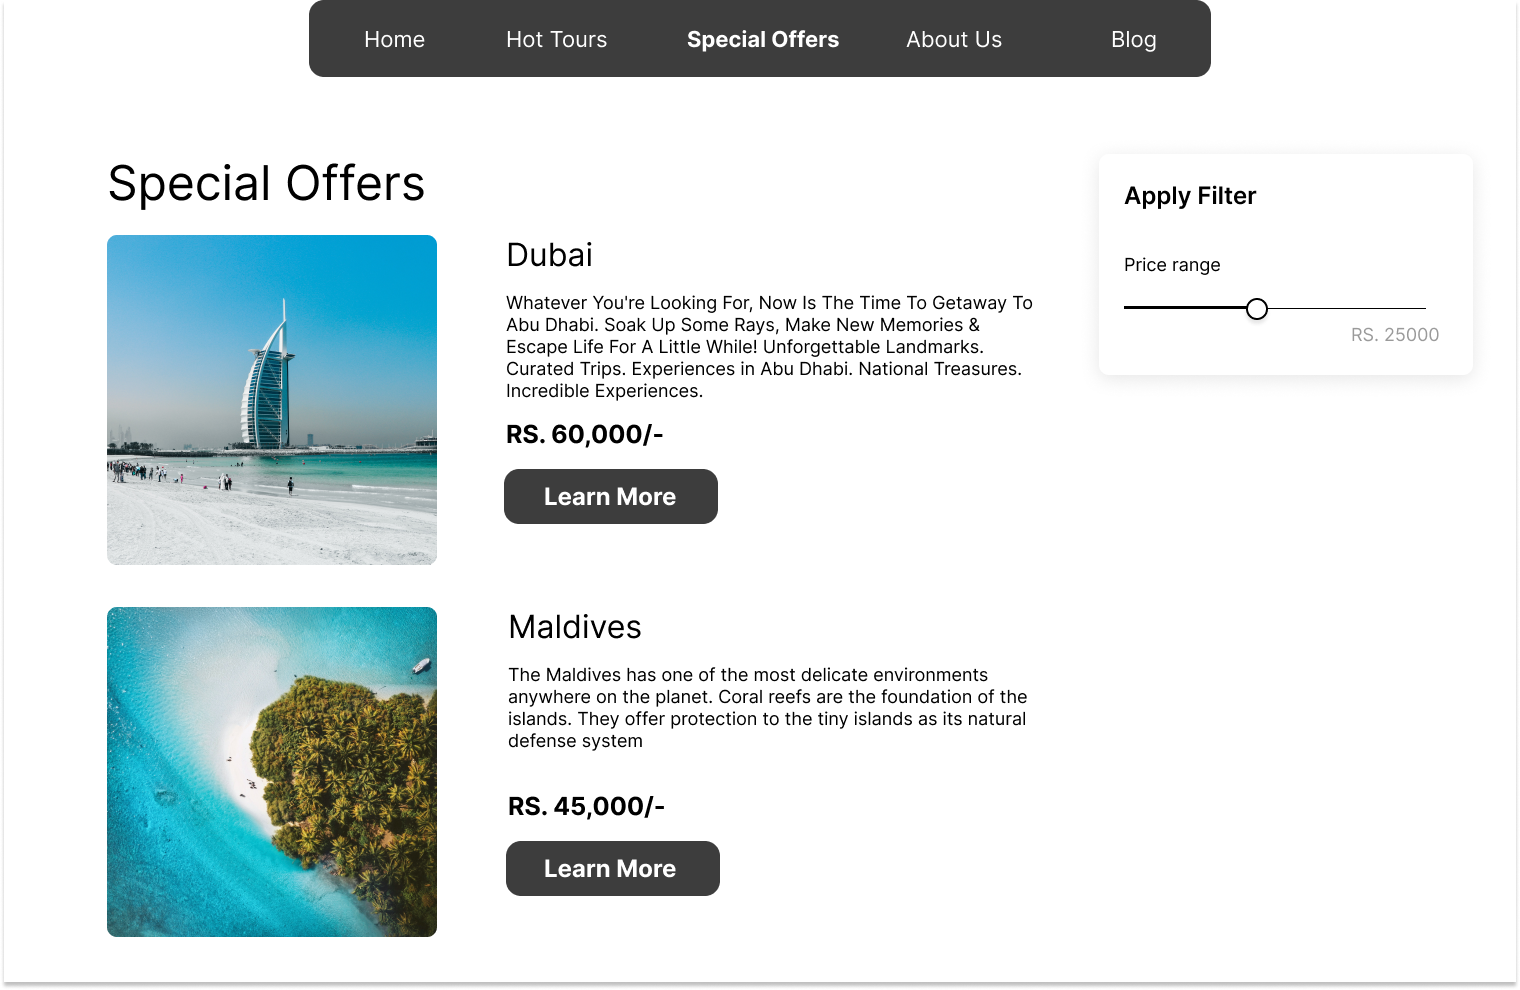 Home Hot Tours Special Offers About Us Blog
Special Offers
Dubai
Whatever You're Looking For, Now Is The Time To Getaway To
Abu Dhabi. Soak Up Some Rays, Make New Memories &
Escape Life For A Little While! Unforgettable Landmarks.
Curated Trips. Experiences in Abu Dhabi. National Treasures.
Incredible Experiences.
RS. 60,000/-
Learn More
Maldives
The Maldives has one of the most delicate environments
anywhere on the planet. Coral reefs are the foundation of the
islands. They offer protection to the tiny islands as its natural
defense system
RS. 45,000/-
Learn More
Apply Filter
Price range
RS. 25000